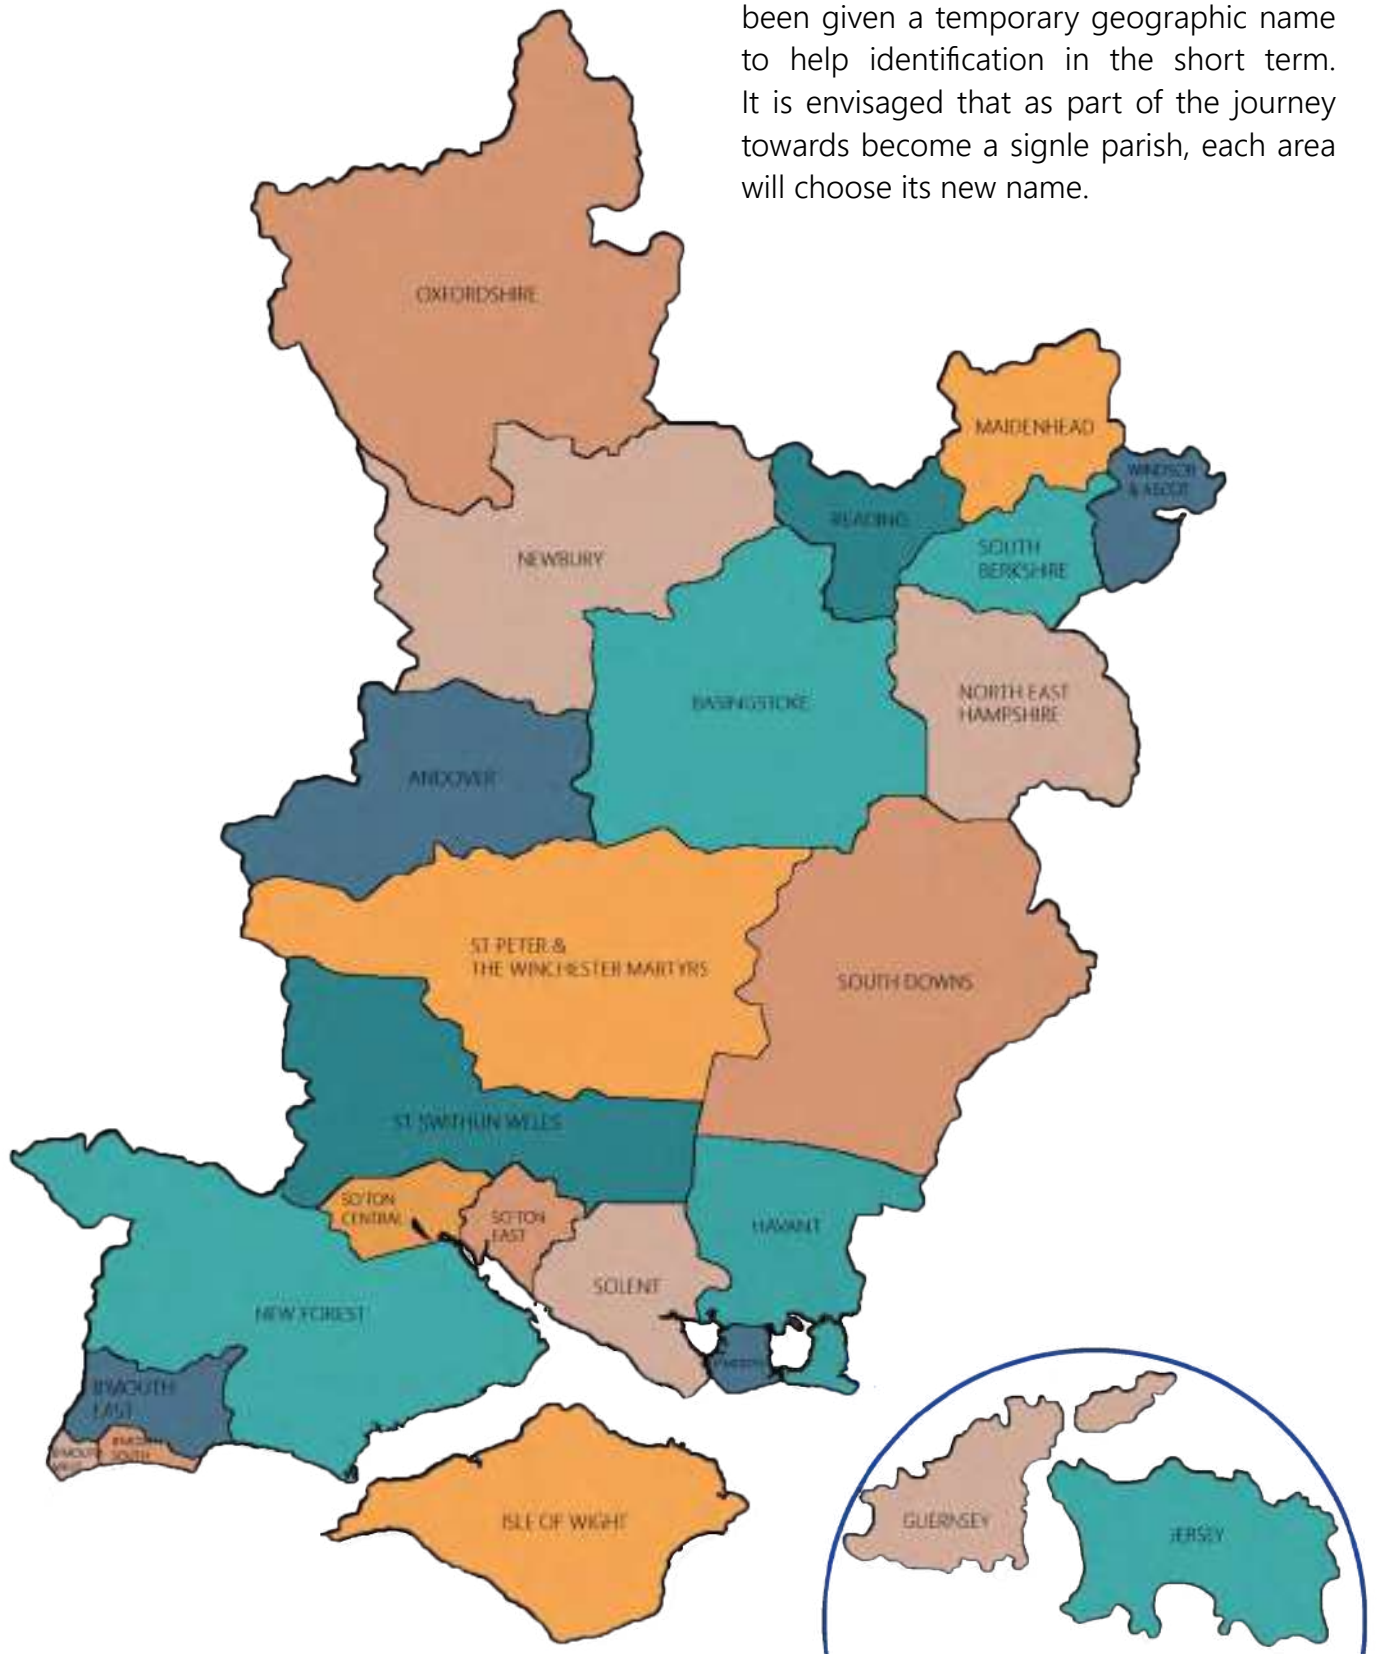 been given a temporary geographic name
to help identification in the short term.
It is envisaged that as part of the journey
towards become a signle parish, each area
will choose its new name.
OXFORDSHIRE
MAIDENHEAD
WINDSOR
& ASCOT
READING
SOUTH
BERKSHIRE
NEWBURY
BASINGSTOKE
NORTH EAST
HAMPSHIRE
ANDOVER
ST PETER &
THE WINCHESTER MARTYRS
SOUTH DOWNS
ST SWITHUN WELLS
SO'TON
CENTRAL
SO'TON
EAST
HAVANT
SOLENT
NEW FOREST
B'MOUTH
EAST
B'MOUTH
SOUTH
B'MOUTH
ISLE OF WIGHT
GUERNSEY
JERSEY